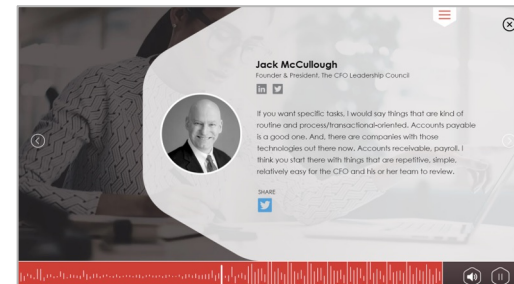 Jack McCullough
Founder & President, The CFO Leadership Council
If you want specific tasks, I would say things that are kind of
routine and process/transactional-oriented. Accounts payable
is a good one. And, there are companies with those
technologies out there now. Accounts receivable, payroll. I
think you start there with things that are repetitive, simple,
relatively easy for the CFO and his or her team to review.
SHARE